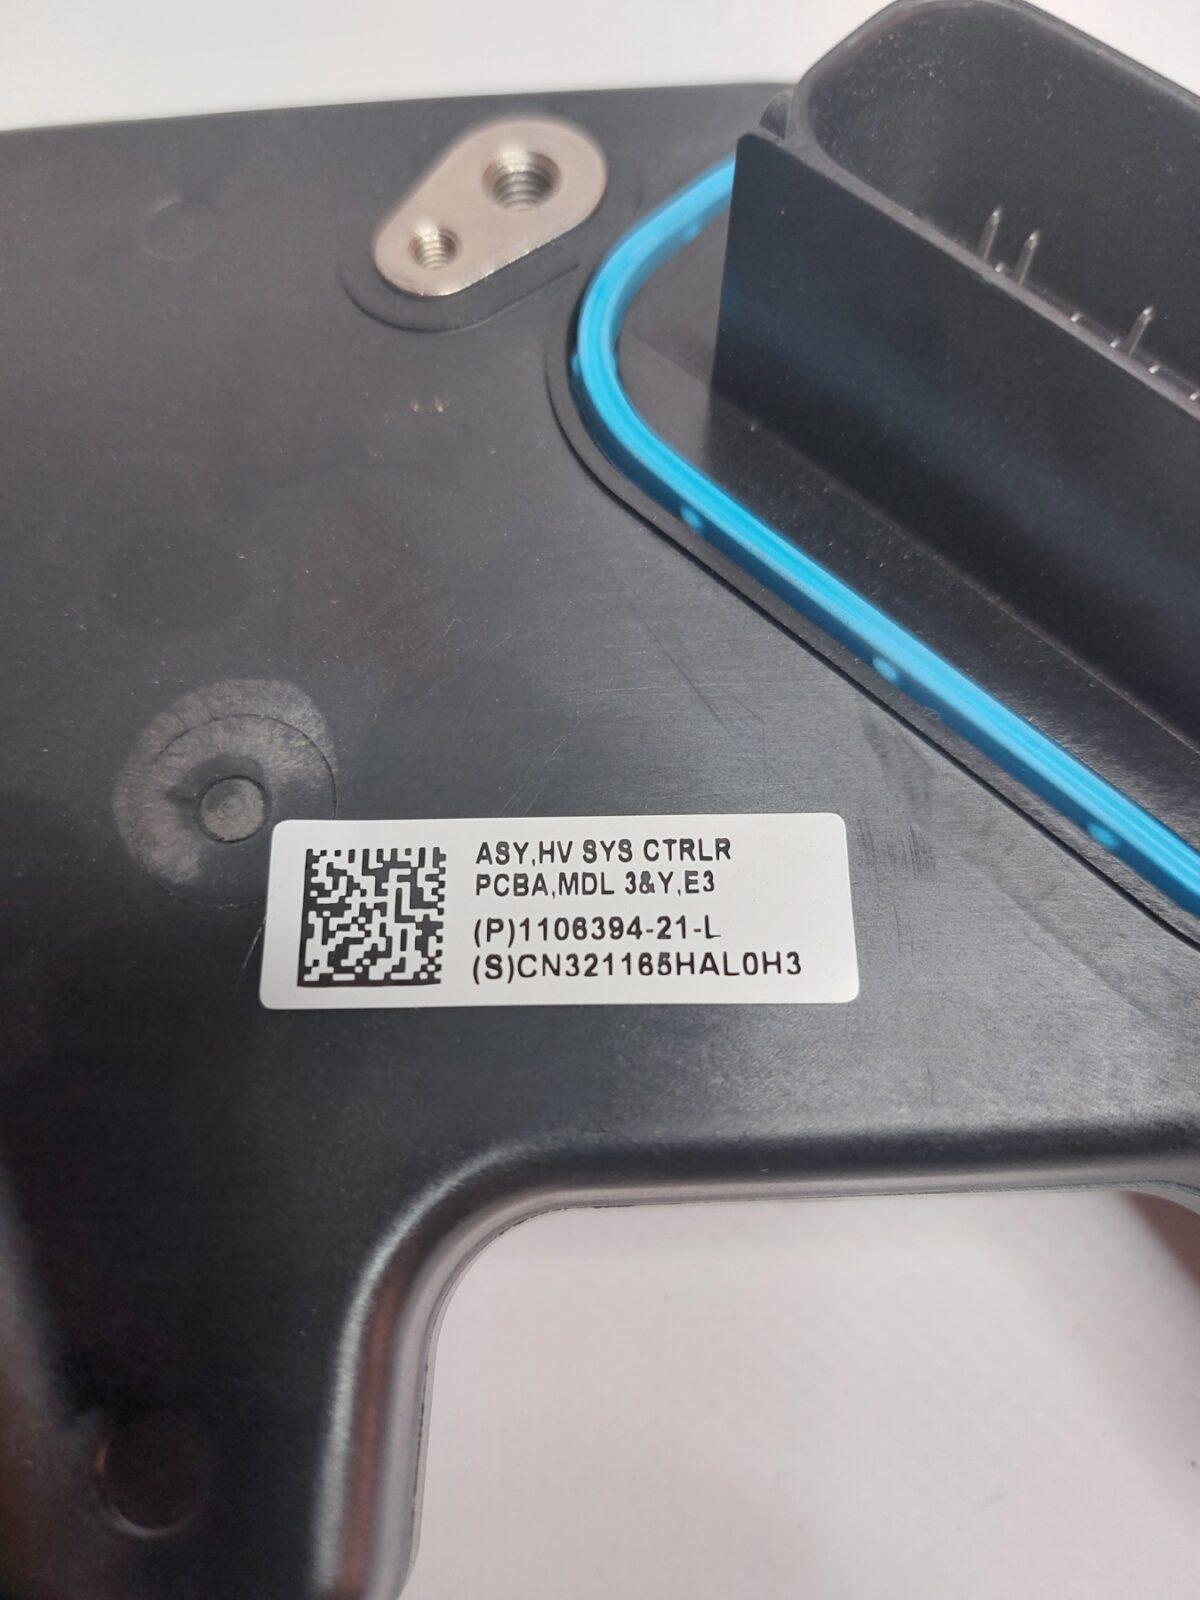 ASY,HV SYS CTRLR
PCBA,MDL 3&Y,E3
(P)1106394-21-L
(S)CN321165HAL0H3